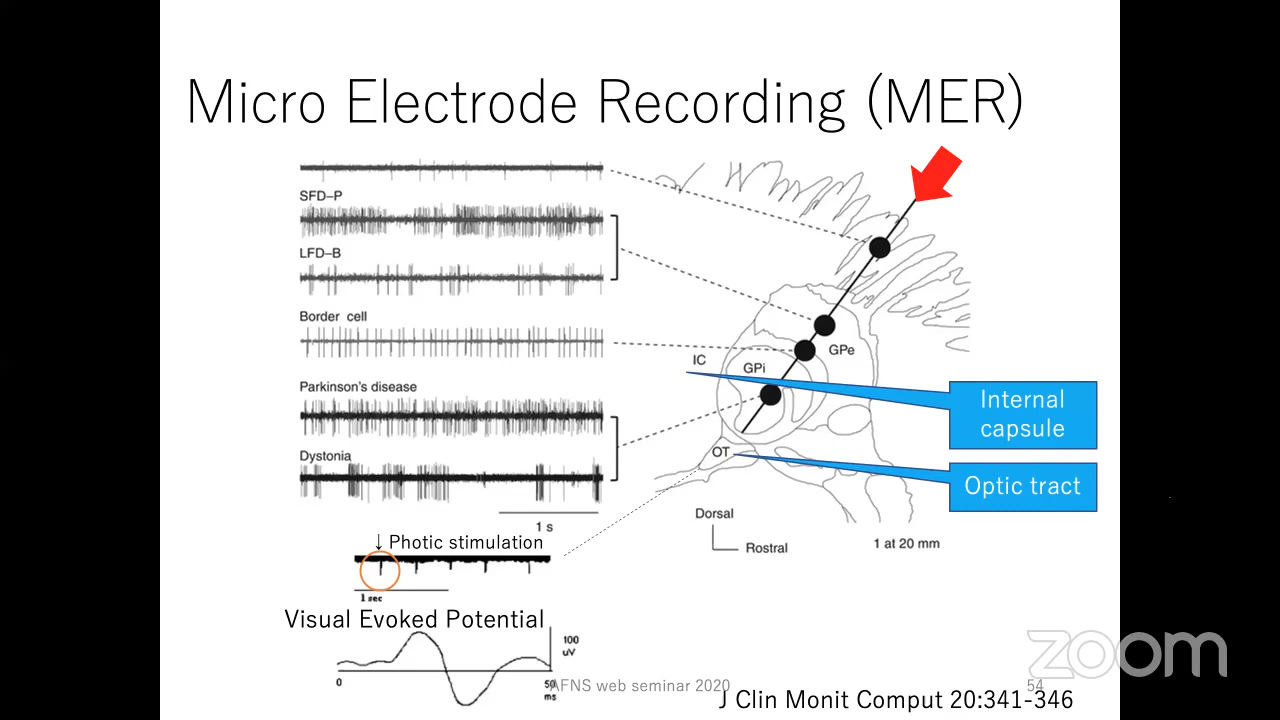 Micro Electrode Recording (MER)
SFD–P
LFD–B
Border cell
Parkinson's disease
Dystonia
1 s
IC
GPi
GPe
OT
Internal
capsule
Optic tract
Dorsal
Rostral
1 at 20 mm
↓ Photic stimulation
1 sec
Visual Evoked Potential
100
uV
0
50
ms
AFNS web seminar 2020
54
zoom
J Clin Monit Comput 20:341-346